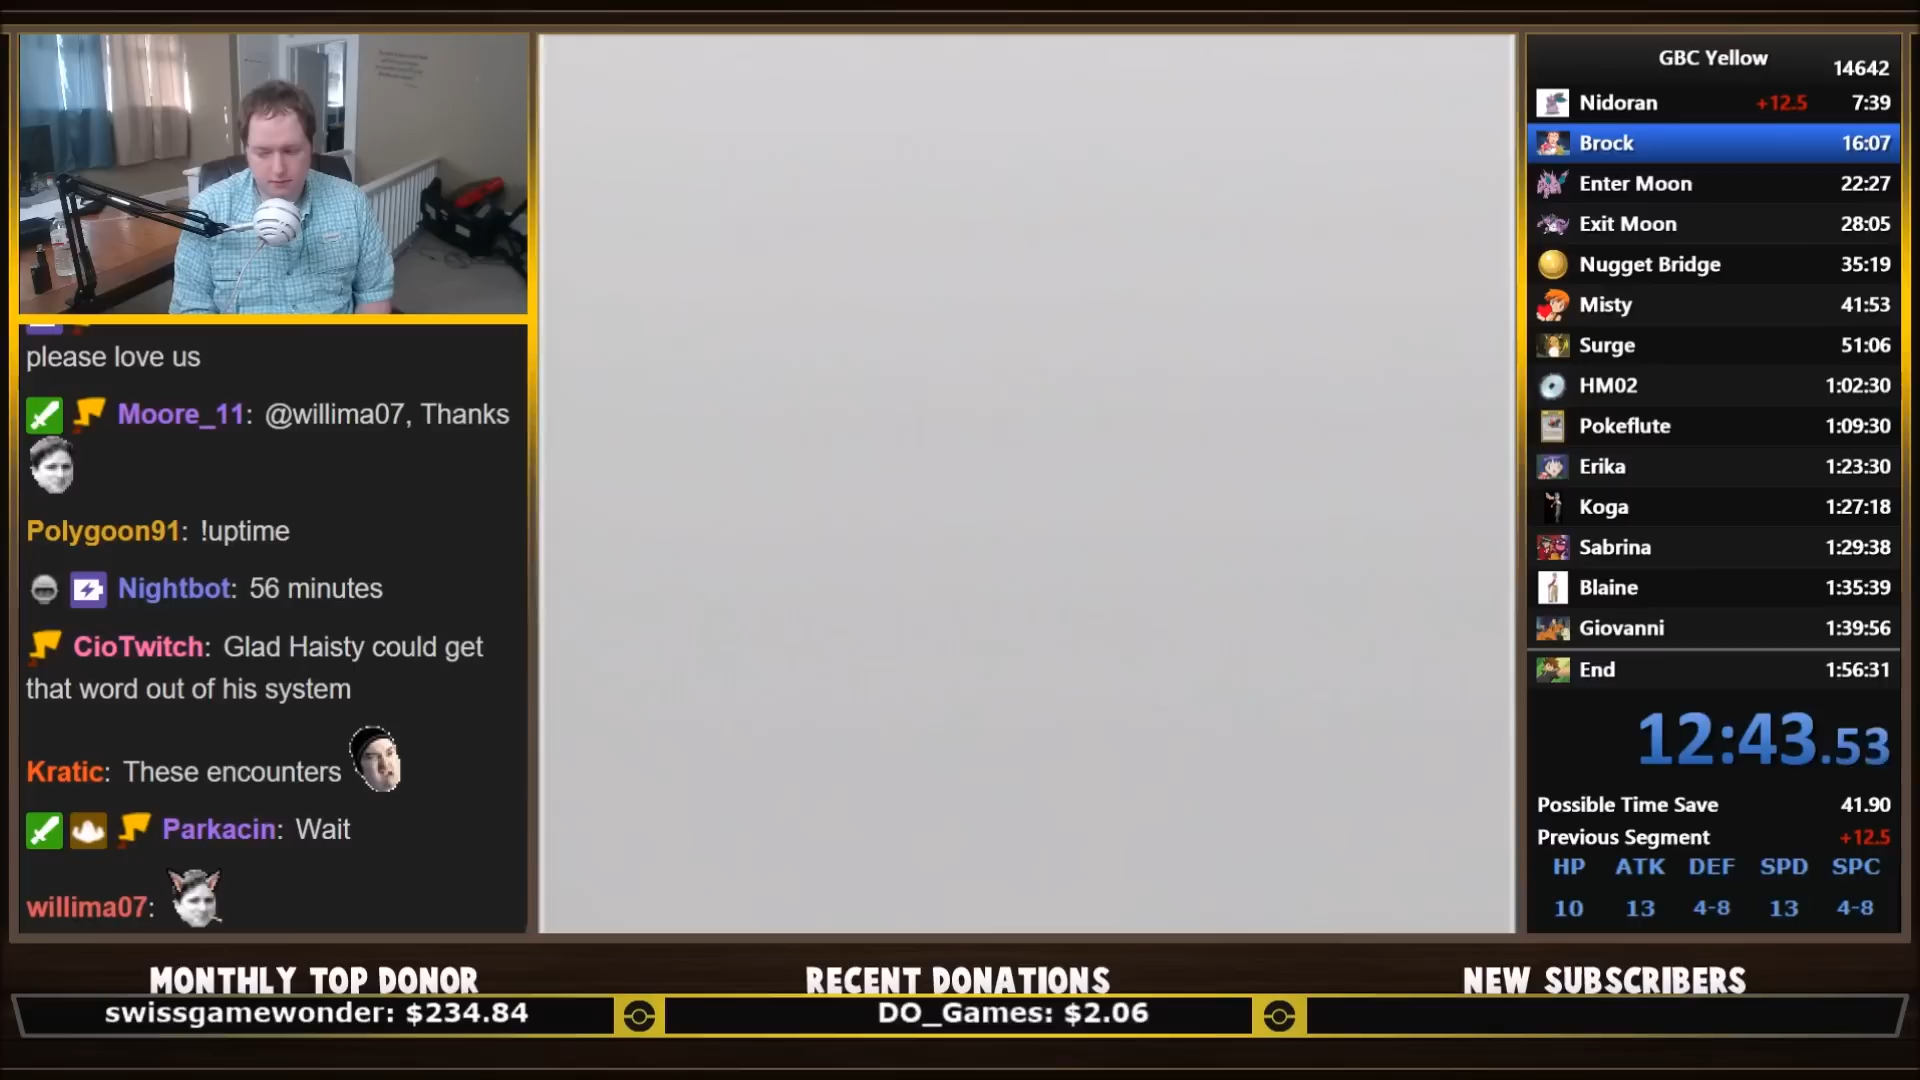 please love us
Moore_11: @willima07, Thanks
Polygoon91: !uptime
Nightbot: 56 minutes
CioTwitch: Glad Haisty could get
that word out of his system
Kratic: These encounters
Parkacin: Wait
willima07:
GBC Yellow 14642
Nidoran +12.5 7:39
Brock 16:07
Enter Moon 22:27
Exit Moon 28:05
Nugget Bridge 35:19
Misty 41:53
Surge 51:06
HM02 1:02:30
Pokeflute 1:09:30
Erika 1:23:30
Koga 1:27:18
Sabrina 1:29:38
Blaine 1:35:39
Giovanni 1:39:56
End 1:56:31
12:43.53
Possible Time Save 41.90
Previous Segment +12.5
HP ATK DEF SPD SPC
10 13 4-8 13 4-8
MONTHLY TOP DONOR
swissgamewonder: $234.84
RECENT DONATIONS
DO_Games: $2.06
NEW SUBSCRIBERS